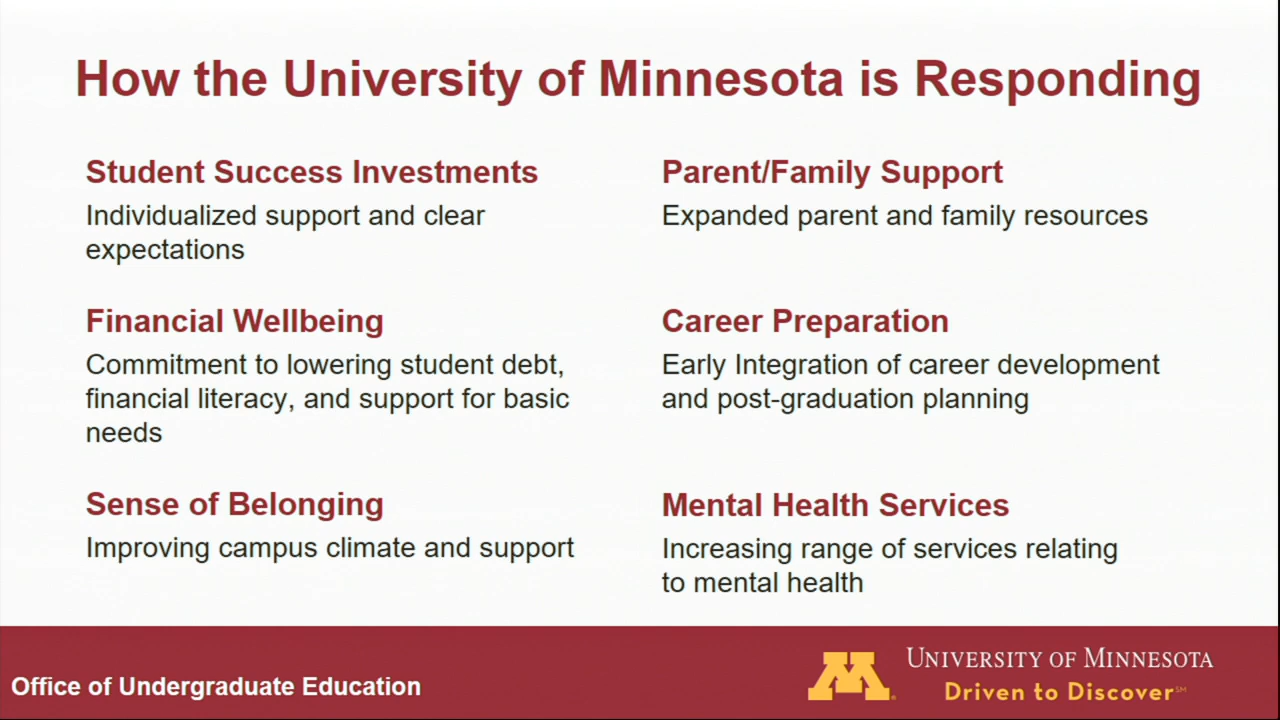 How the University of Minnesota is Responding
Student Success Investments
Individualized support and clear
expectations
Financial Wellbeing
Commitment to lowering student debt,
financial literacy, and support for basic
needs
Sense of Belonging
Improving campus climate and support
Parent/Family Support
Expanded parent and family resources
Career Preparation
Early Integration of career development
and post-graduation planning
Mental Health Services
Increasing range of services relating
to mental health
Office of Undergraduate Education
M
UNIVERSITY OF MINNESOTA
Driven to Discover℠